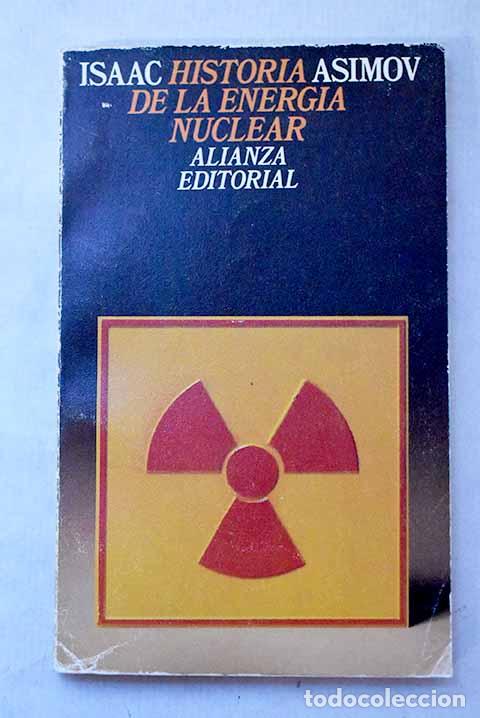 ISAAC HISTORIA ASIMOV
DE LA ENERGIA
NUCLEAR
ALIANZA
EDITORIAL
todocoleccion